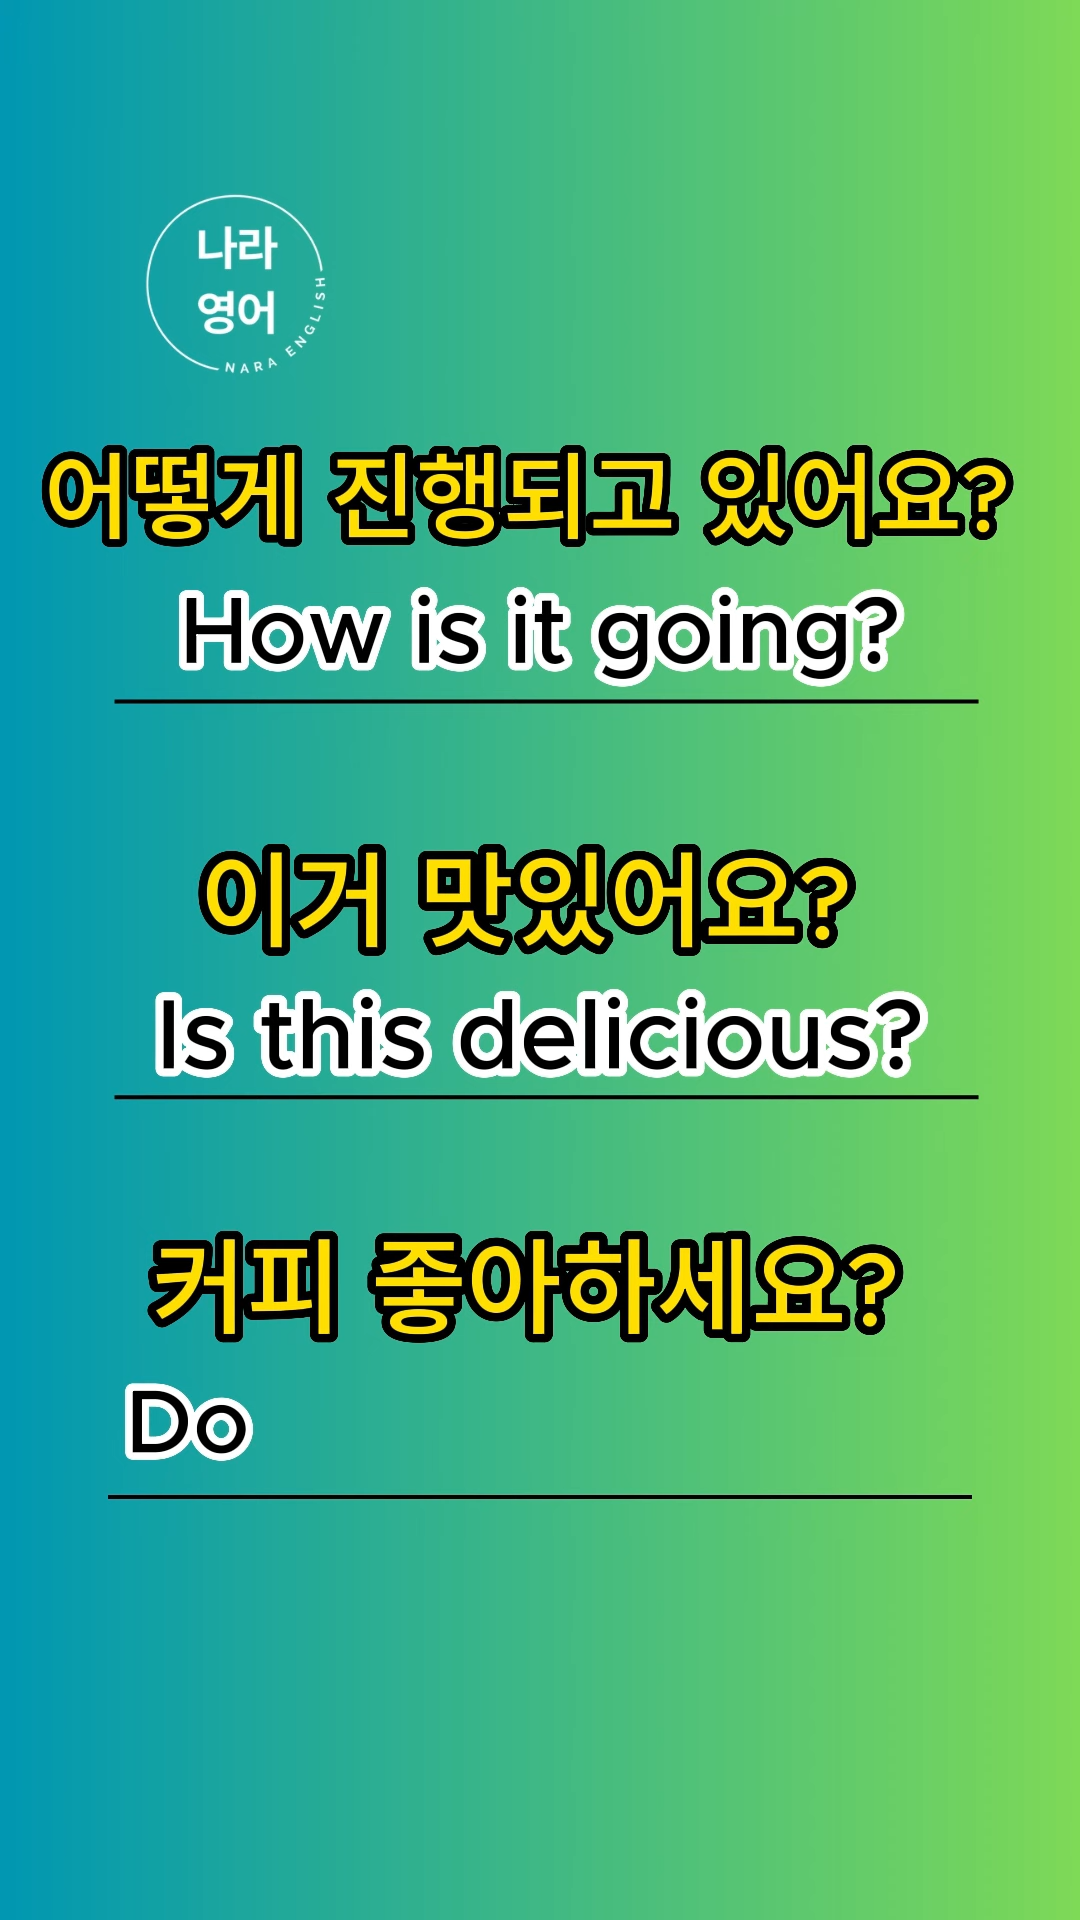 나라
영어
NARA ENGLISH
어떻게 진행되고 있어요?
How is it going?
이거 맛있어요?
Is this delicious?
커피 좋아하세요?
Do